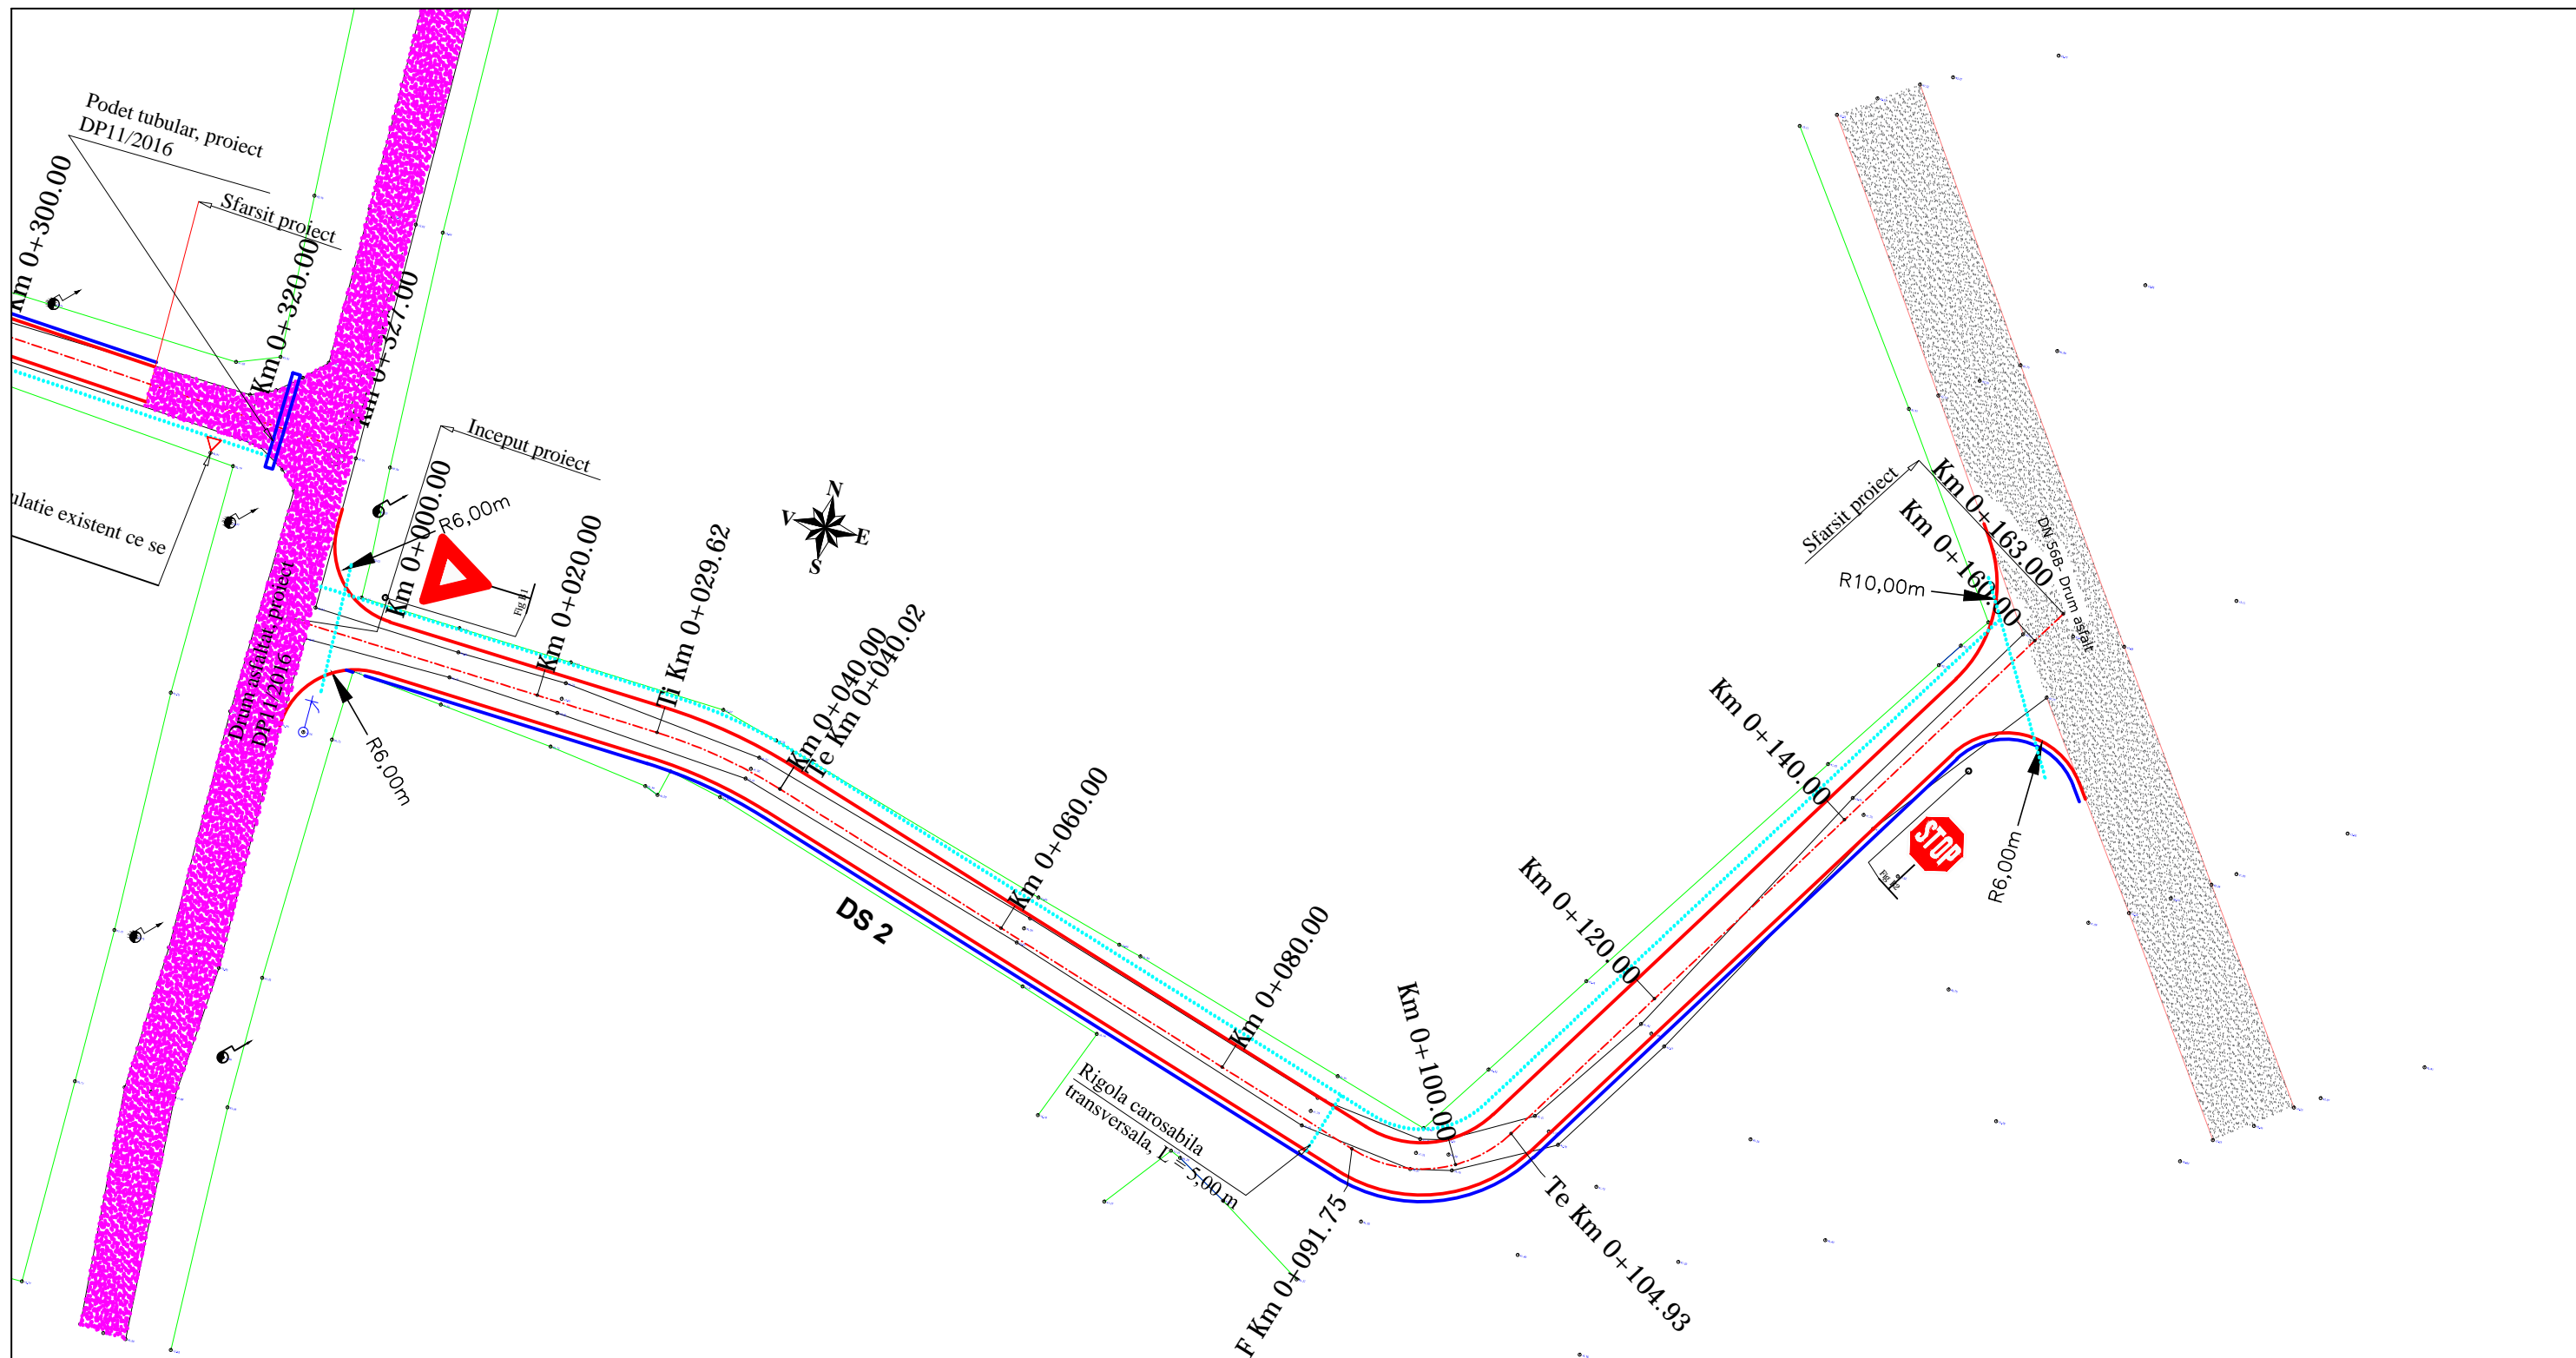 Podet tubular, proiect
DP11/2016
Km 0+300.00
Sfarsit proiect
Km 0+320.00
Km 0+327.00
Inceput proiect
ulatie existent ce se
Km 0+000.00
R6,00m
Fig.
Drum asfaltat, proiect
DP11/2016
R6,00m
Km 0+020.00
Ti Km 0+029.62
Km 0+040.00
Te Km 0+040.02
N
V
E
S
DS 2
Km 0+060.00
Km 0+080.00
Rigola carosabila
transversala, L = 5,00 m
F Km 0+091.75
Km 0+100.00
Te Km 0+104.93
Km 0+120.00
Km 0+140.00
Sfarsit proiect
Km 0+163.00
Km 0+160.00
R10,00m
DN 56B- Drum asfalt
STOP
Fig.
R6,00m